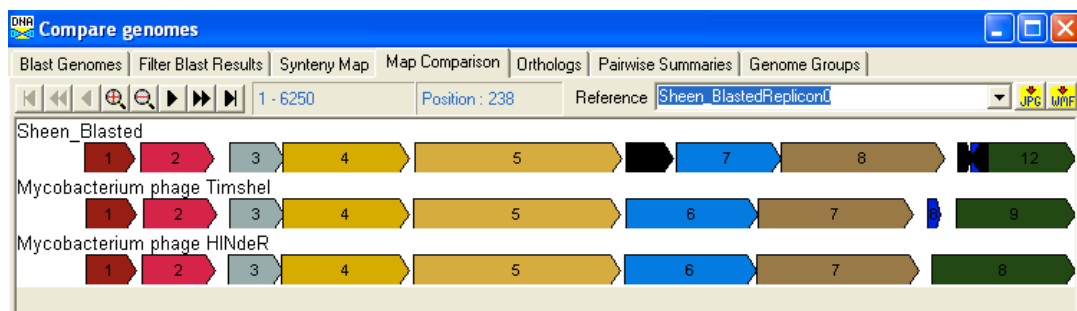 DNA Compare genomes
Blast Genomes Filter Blast Results Synteny Map Map Comparison Orthologs Pairwise Summaries Genome Groups
1 - 6250 Position : 238 Reference Sheen_BlastedReplicon0 JPG WMF
Sheen_Blasted
1 2 3 4 5 7 8 12
Mycobacterium phage Timshel
1 2 3 4 5 6 7 8 9
Mycobacterium phage HINdeR
1 2 3 4 5 6 7 8